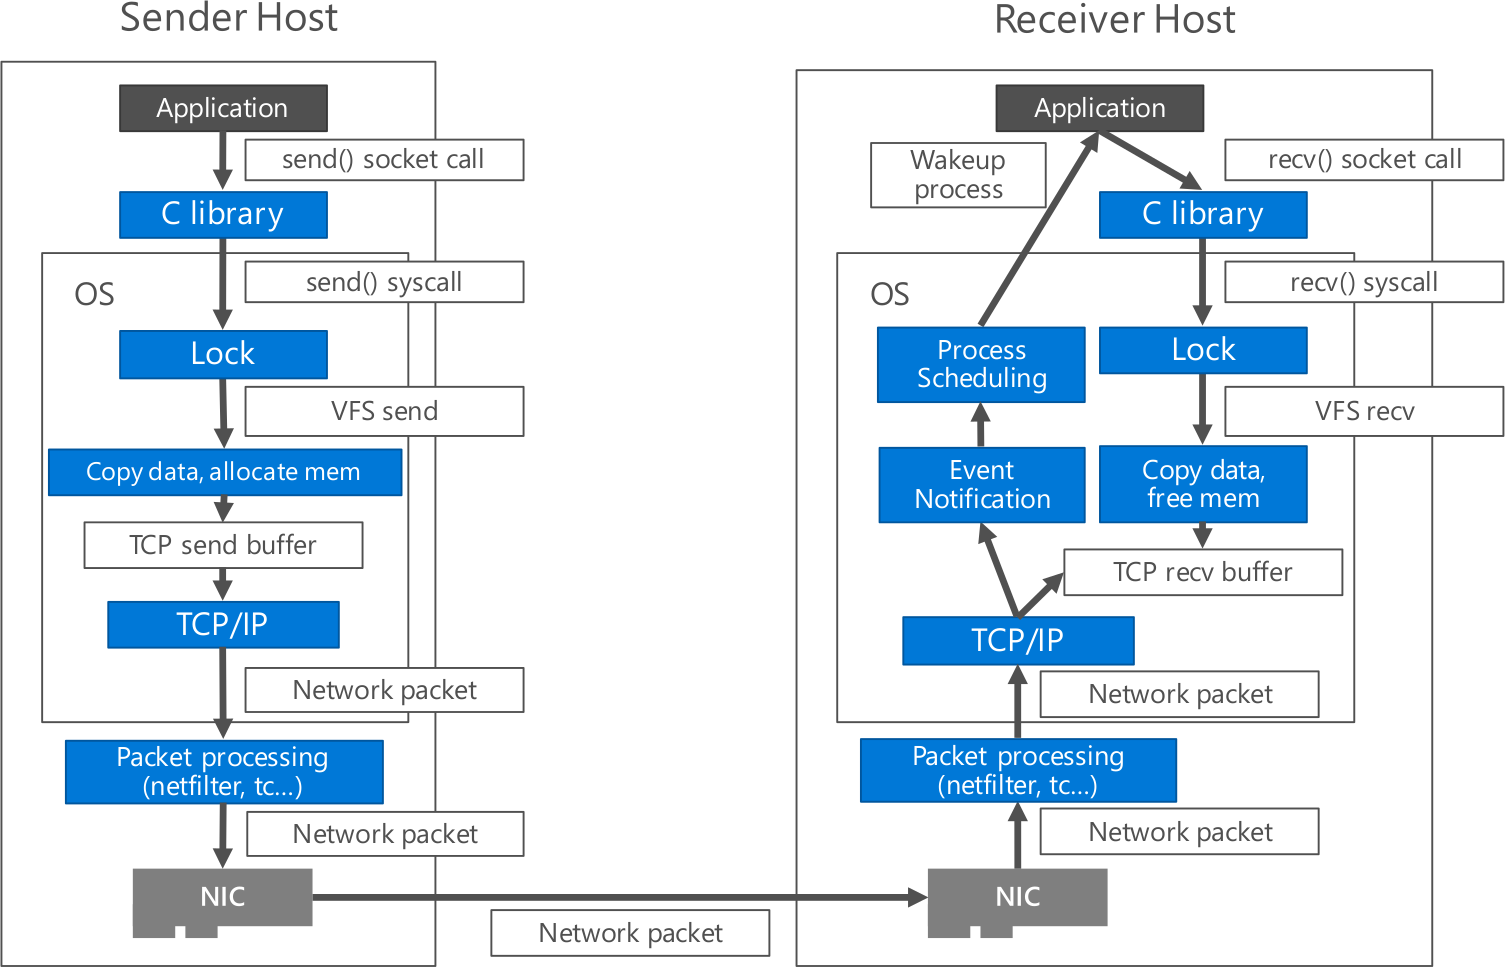 Sender Host
Application
send() socket call
C library
OS
send() syscall
Lock
VFS send
Copy data, allocate mem
TCP send buffer
TCP/IP
Network packet
Packet processing
(netfilter, tc...)
Network packet
NIC
Network packet
Receiver Host
Application
Wakeup
process
recv() socket call
C library
OS
recv() syscall
Process
Scheduling
Lock
VFS recv
Event
Notification
Copy data,
free mem
TCP recv buffer
TCP/IP
Network packet
Packet processing
(netfilter, tc...)
Network packet
NIC